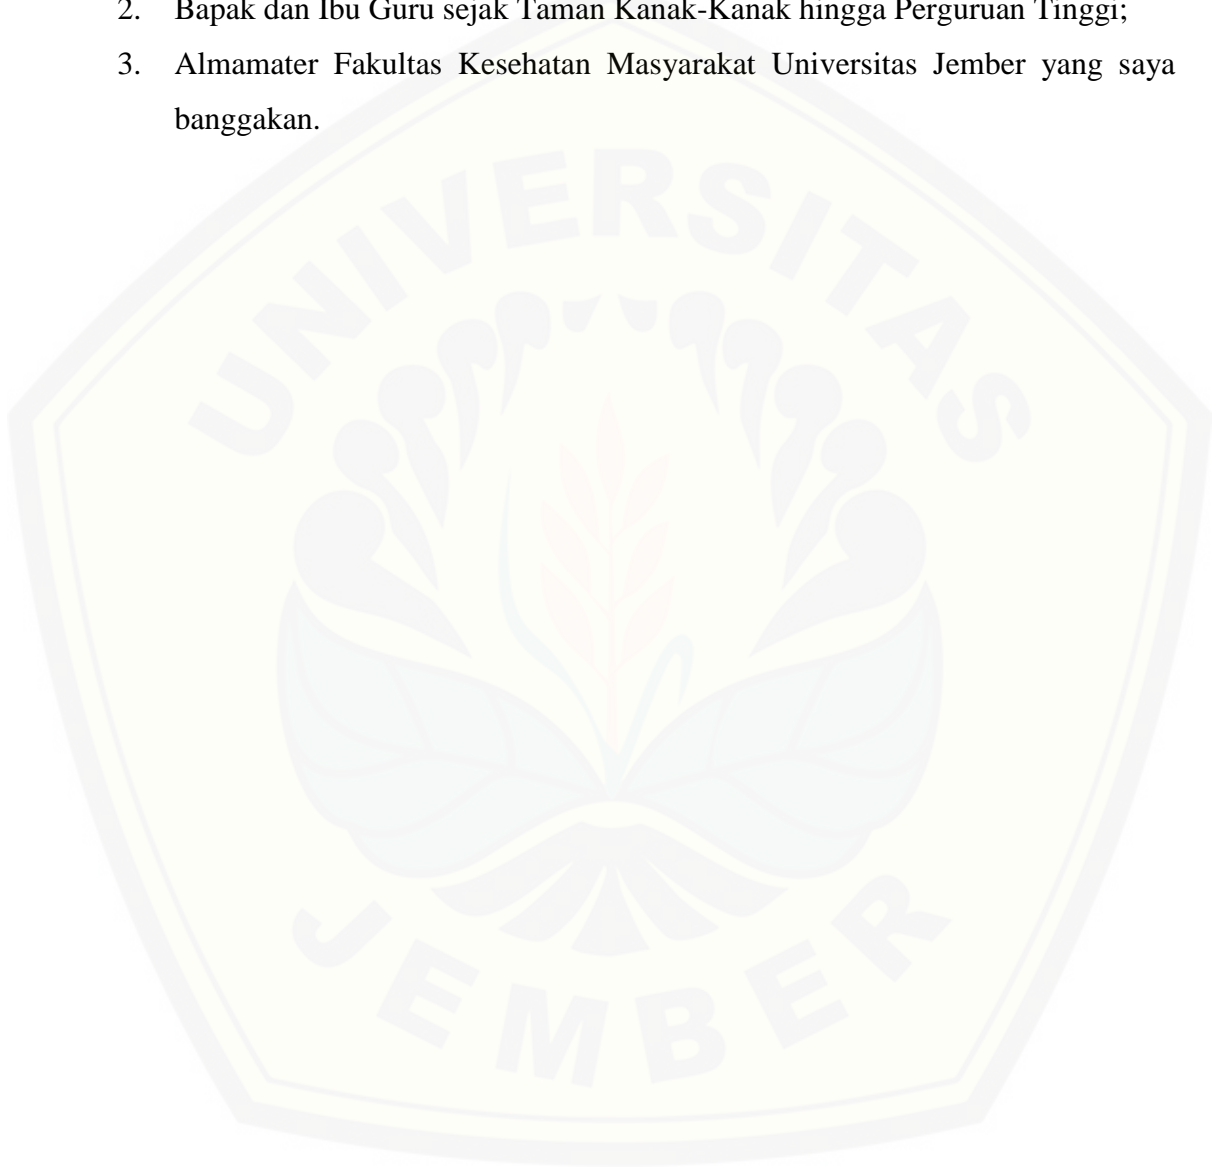 2. Bapak dan Ibu Guru sejak Taman Kanak-Kanak hingga Perguruan Tinggi;
3. Almamater Fakultas Kesehatan Masyarakat Universitas Jember yang saya
banggakan.
UNIVERSITAS
JEMBER